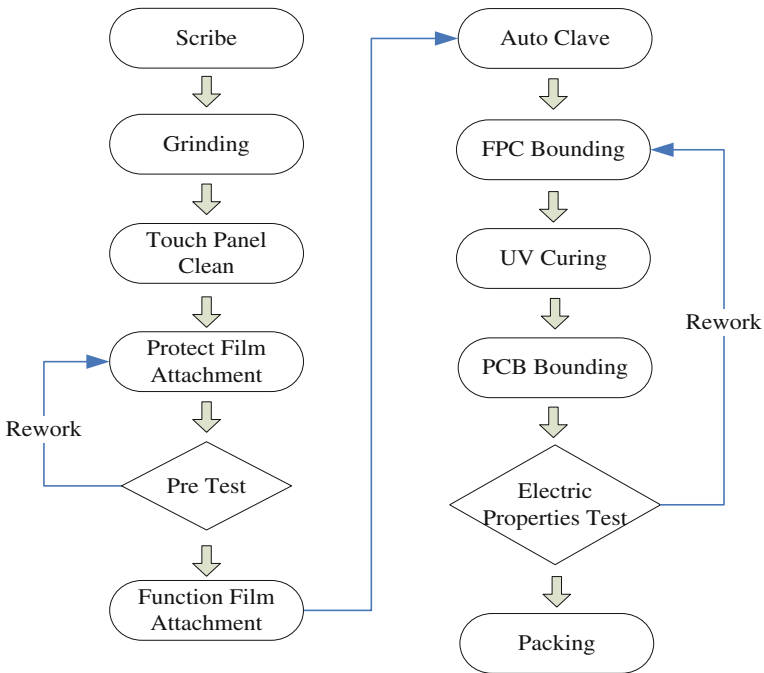 Scribe
Grinding
Touch Panel
Clean
Protect Film
Attachment
Rework
Pre Test
Function Film
Attachment
Auto Clave
FPC Bounding
UV Curing
Rework
PCB Bounding
Electric
Properties Test
Packing